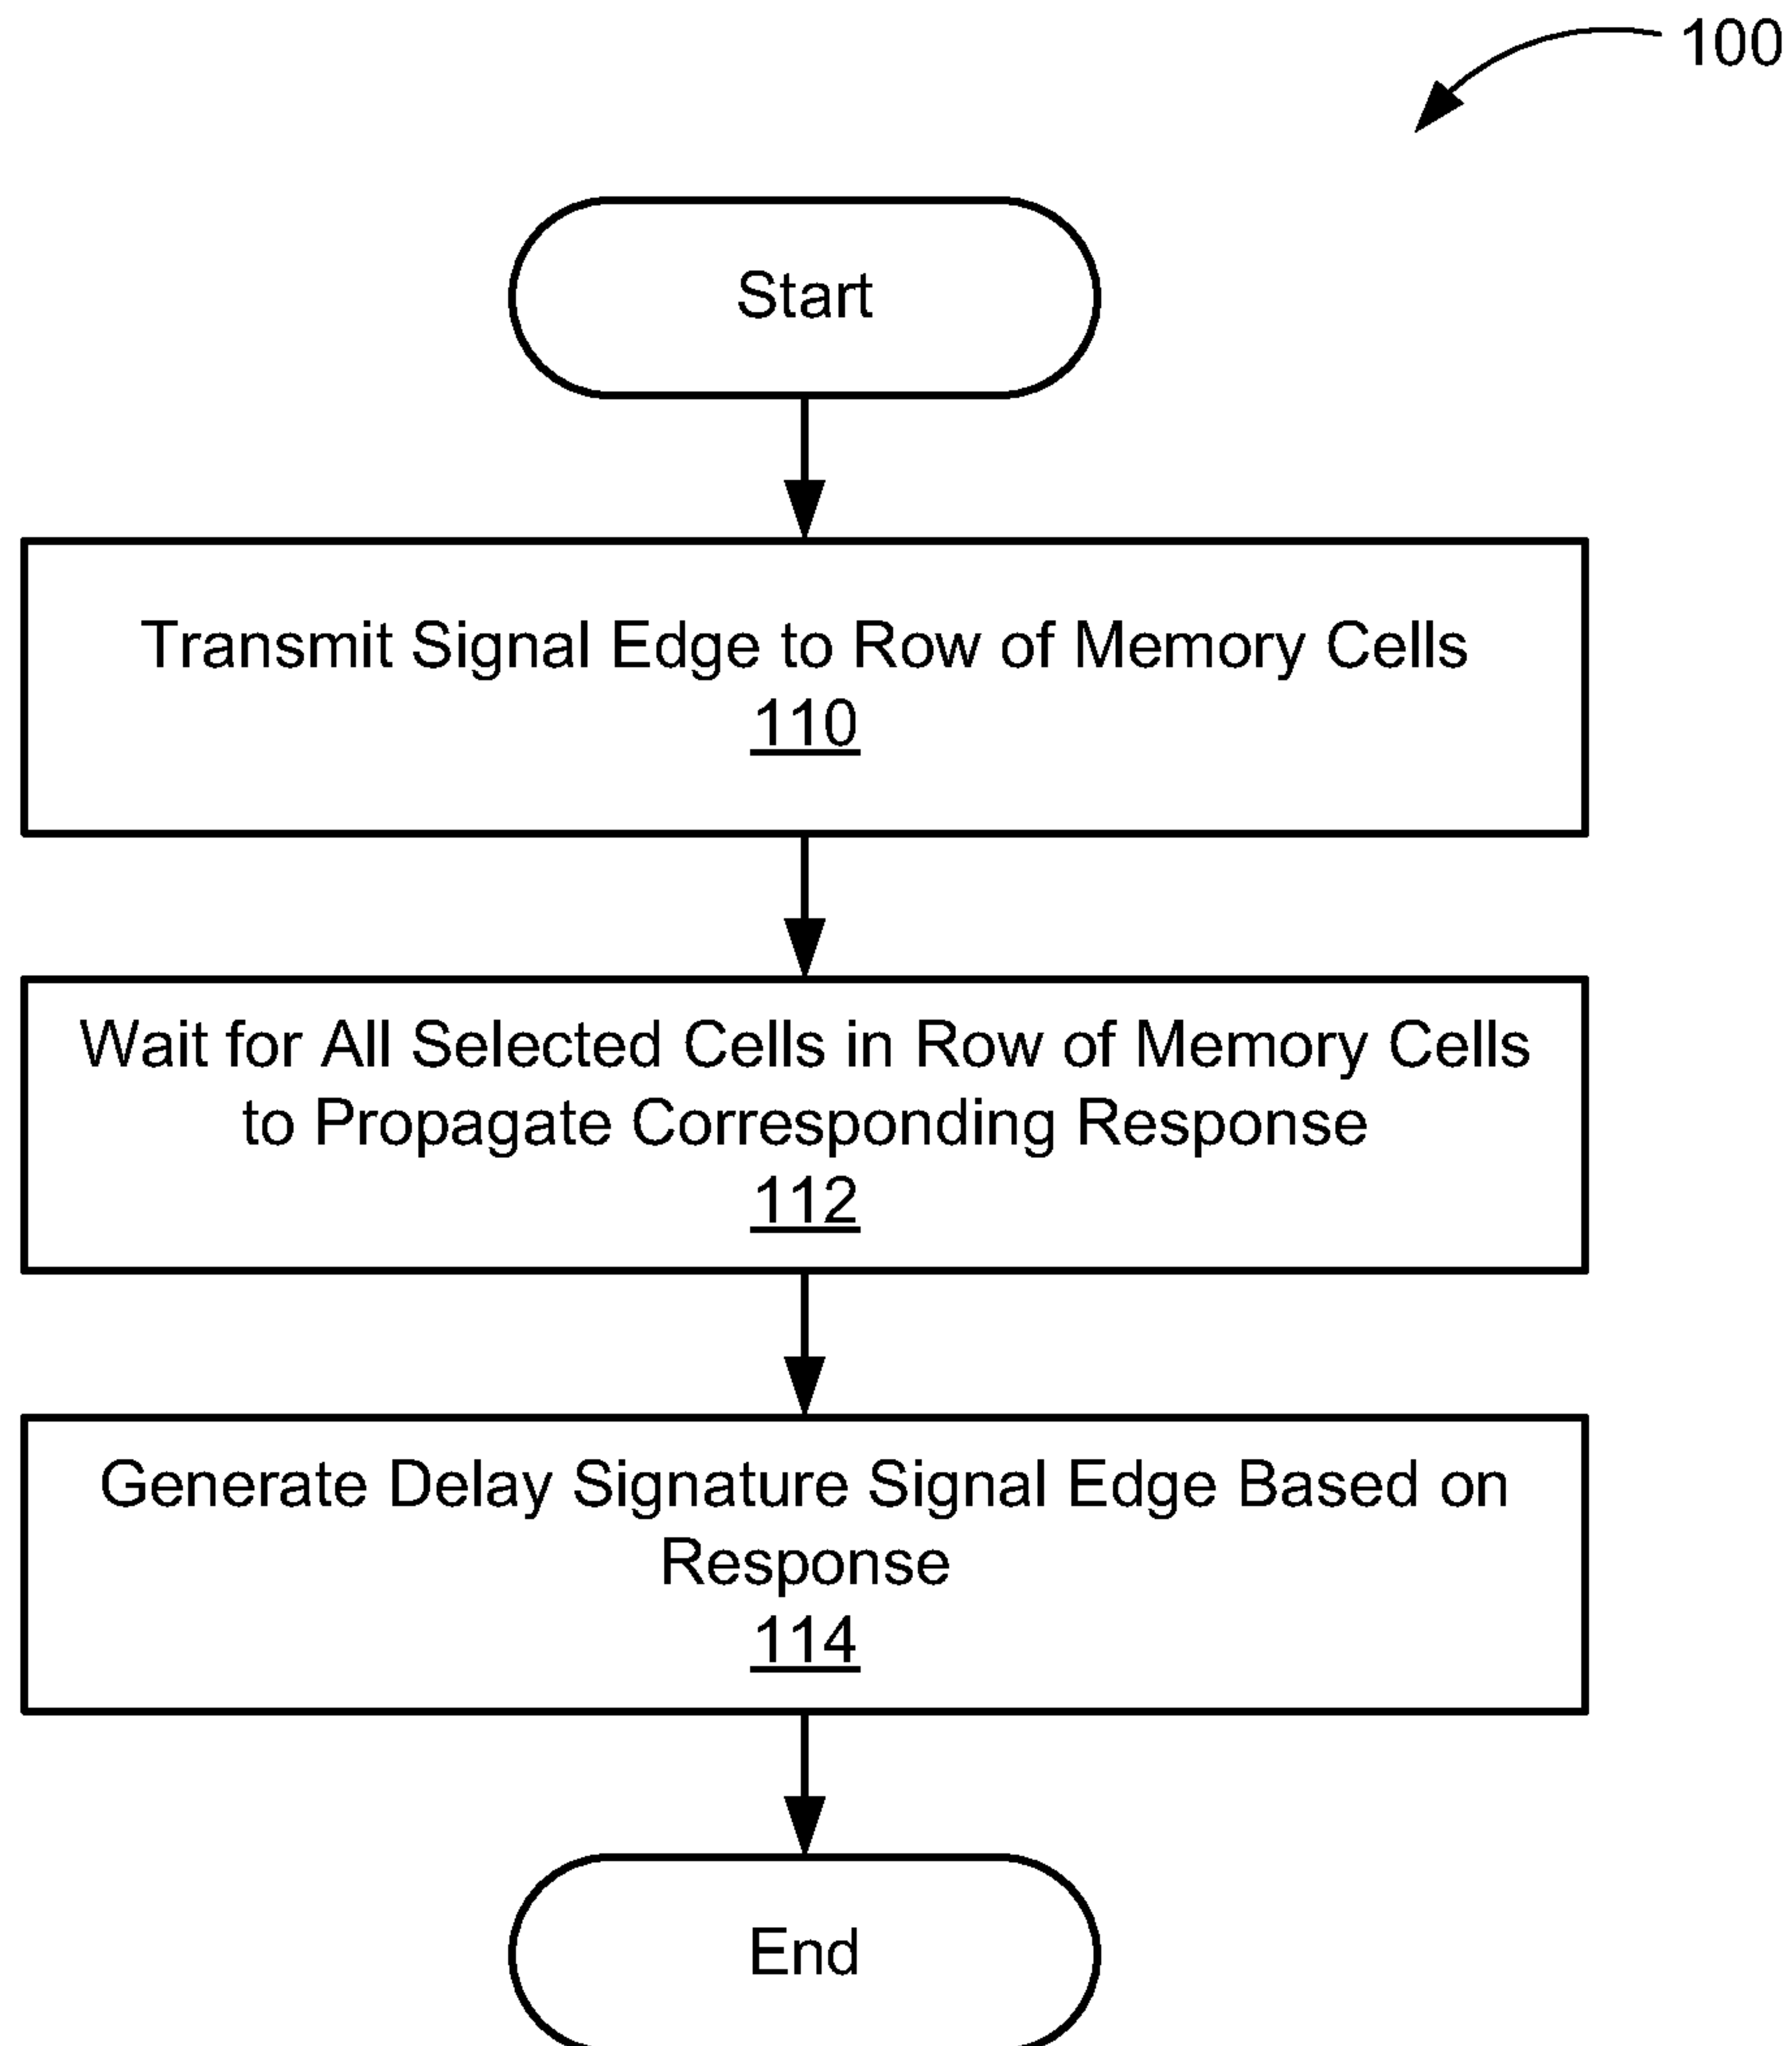 100
Start
Transmit Signal Edge to Row of Memory Cells
110
Wait for All Selected Cells in Row of Memory Cells
to Propagate Corresponding Response
112
Generate Delay Signature Signal Edge Based on
Response
114
End